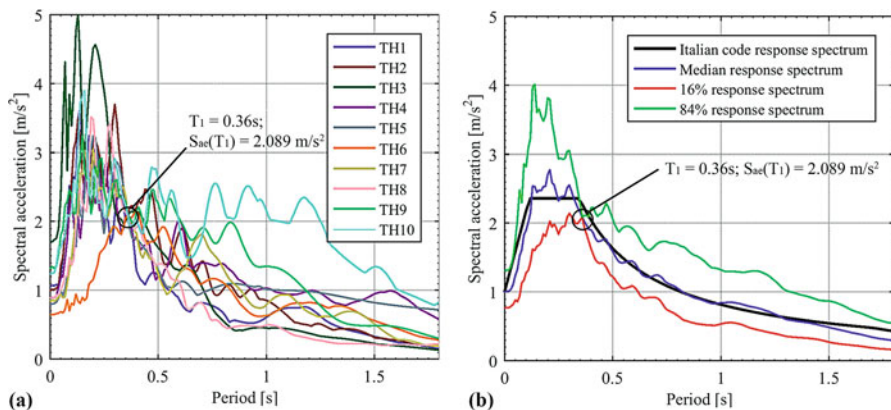 5
4
3
2
1
0
0
0.5
1
1.5
Spectral acceleration [m/s²]
Period [s]
T₁ = 0.36s;
Sₐₑ(T₁) = 2.089 m/s²
TH1
TH2
TH3
TH4
TH5
TH6
TH7
TH8
TH9
TH10
(a)
5
4
3
2
1
0
0
0.5
1
1.5
Spectral acceleration [m/s²]
Period [s]
Italian code response spectrum
Median response spectrum
16% response spectrum
84% response spectrum
T₁ = 0.36s; Sₐₑ(T₁) = 2.089 m/s²
(b)